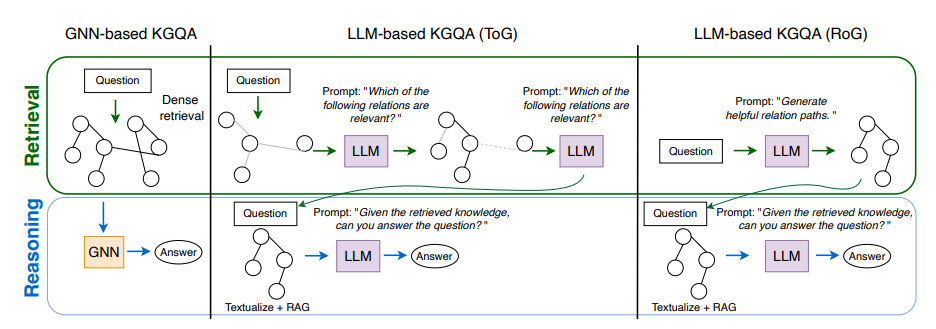 GNN-based KGQA
LLM-based KGQA (ToG)
LLM-based KGQA (RoG)
Retrieval
Question
Dense
retrieval
Question
Prompt: "Which of the
following relations are
relevant? "
LLM
Prompt: "Which of the
following relations are
relevant? "
LLM
Question
Prompt: "Generate
helpful relation paths. "
LLM
Reasoning
GNN
Answer
Question
Prompt: "Given the retrieved knowledge,
can you answer the question? "
LLM
Answer
Textualize + RAG
Question
Prompt: "Given the retrieved knowledge,
can you answer the question? "
LLM
Answer
Textualize + RAG